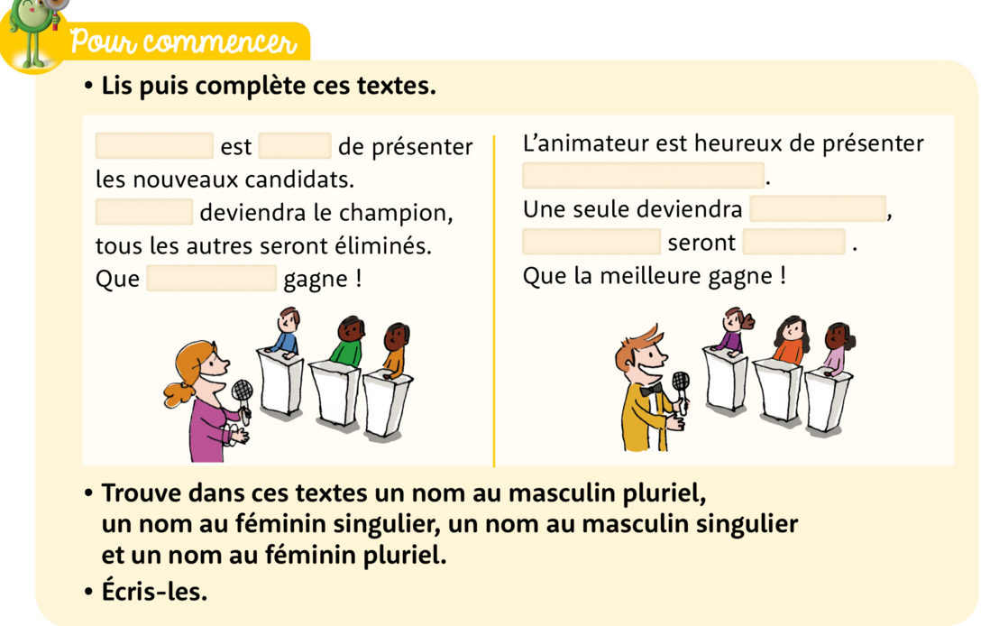 Pour commencer
• Lis puis complète ces textes.
est de présenter
les nouveaux candidats.
deviendra le champion,
tous les autres seront éliminés.
Que gagne !
L'animateur est heureux de présenter
.
Une seule deviendra ,
seront .
Que la meilleure gagne !
• Trouve dans ces textes un nom au masculin pluriel,
un nom au féminin singulier, un nom au masculin singulier
et un nom au féminin pluriel.
• Écris-les.